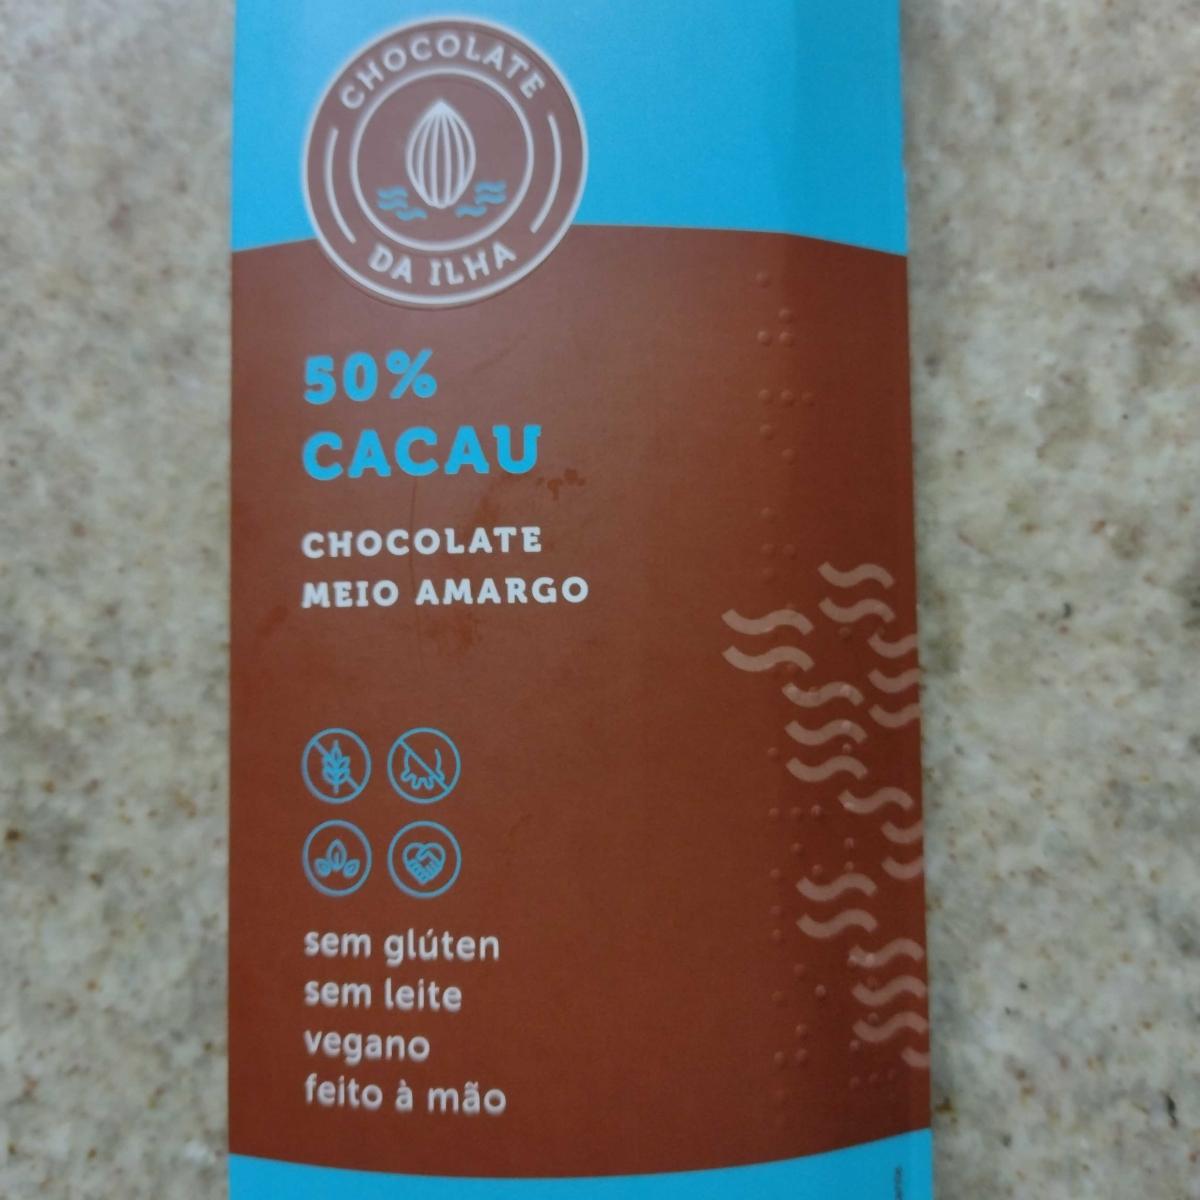 CHOCOLATE
DA ILHA
50%
CACAU
CHOCOLATE
MEIO AMARGO
sem glúten
sem leite
vegano
feito à mão